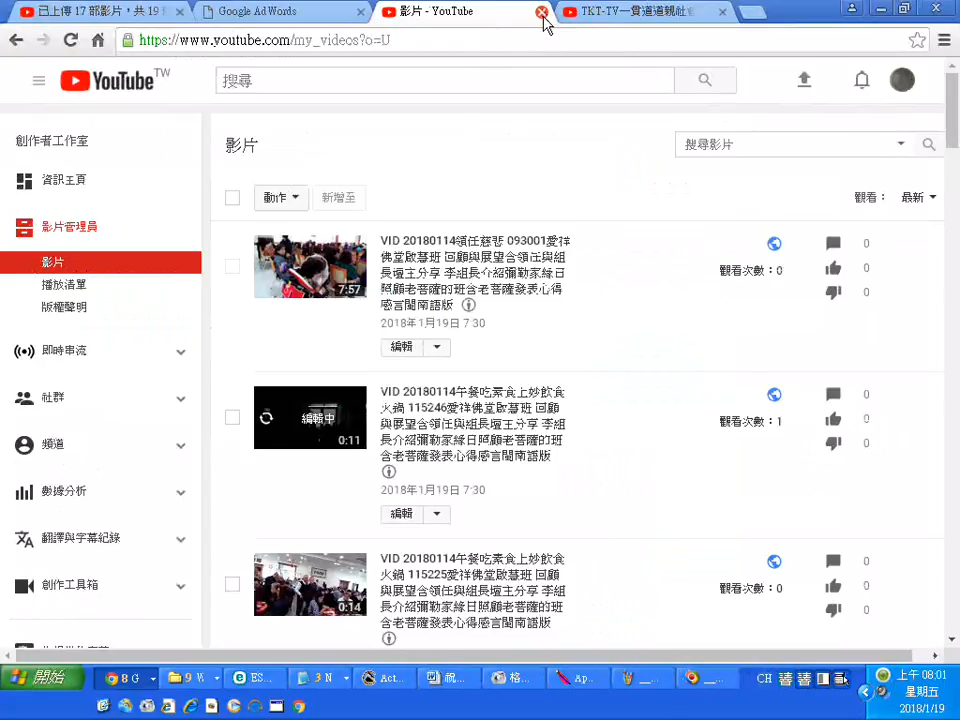 已上傳 17 部影片，共 19
Google AdWords
影片 - YouTube
TKT-TV一貫道道親社
https://www.youtube.com/my_videos?o=U
YouTube TW
搜尋
創作者工作室
影片
搜尋影片
資訊主頁
動作
新增至
觀看：
最新
影片管理員
影片
播放清單
版權聲明
即時串流
社群
頻道
數據分析
翻譯與字幕紀錄
創作工具箱
7:57
VID 20180114領任慈晤 093001愛祥
佛堂啟慧班 回顧與展望含領任與組
長壇主分享 李組長介紹彌勒家緣日
照顧老菩薩的班含老菩薩發表心得
感言閩南語版
2018年1月19日 7:30
編輯
觀看次數：0
0
0
0
編輯中
0:11
VID 20180114午餐吃素食上妙飲食
火鍋 115246愛祥佛堂啟慧班 回顧
與展望含領任與組長壇主分享 李組
長介紹彌勒家緣日照顧老菩薩的班
含老菩薩發表心得感言閩南語版
2018年1月19日 7:30
編輯
觀看次數：1
0
0
0
0:14
VID 20180114午餐吃素食上妙飲食
火鍋 115225愛祥佛堂啟慧班 回顧
與展望含領任與組長壇主分享 李組
長介紹彌勒家緣日照顧老菩薩的班
含老菩薩發表心得感言閩南語版
觀看次數：0
0
0
0
開始
8 G
9 W
ES...
3 N
Act...
祝...
格...
Ap...
__...
__...
CH
上午 08:01
星期五
2018/1/19